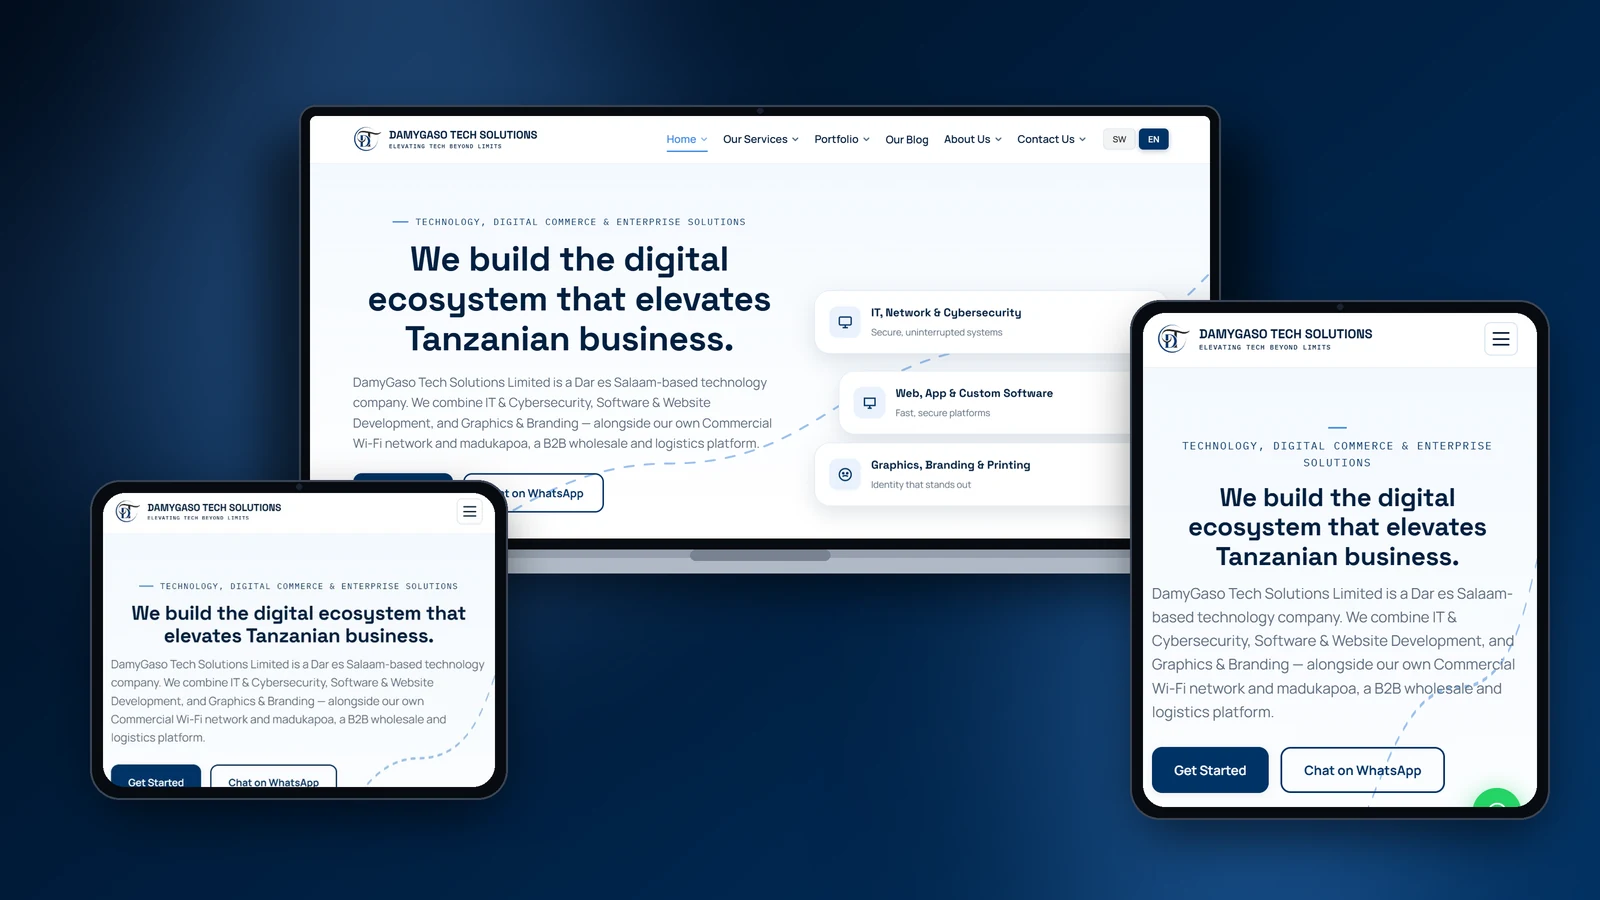 DAMYGASO TECH SOLUTIONS
ELEVATING TECH BEYOND LIMITS
Home
Our Services
Portfolio
Our Blog
About Us
Contact Us
SW
EN
TECHNOLOGY, DIGITAL COMMERCE & ENTERPRISE SOLUTIONS
We build the digital
ecosystem that elevates
Tanzanian business.
DamyGaso Tech Solutions Limited is a Dar es Salaam-based technology
company. We combine IT & Cybersecurity, Software & Website
Development, and Graphics & Branding — alongside our own Commercial
Wi-Fi network and madukapoa, a B2B wholesale and logistics platform.
on WhatsApp
IT, Network & Cybersecurity
Secure, uninterrupted systems
Web, App & Custom Software
Fast, secure platforms
Graphics, Branding & Printing
Identity that stands out
DAMYGASO TECH SOLUTIONS
ELEVATING TECH BEYOND LIMITS
TECHNOLOGY, DIGITAL COMMERCE & ENTERPRISE SOLUTIONS
We build the digital ecosystem that
elevates Tanzanian business.
DamyGaso Tech Solutions Limited is a Dar es Salaam-based technology
company. We combine IT & Cybersecurity, Software & Website
Development, and Graphics & Branding — alongside our own
Commercial Wi-Fi network and madukapoa, a B2B wholesale and
logistics platform.
Get Started
Chat on WhatsApp
DAMYGASO TECH SOLUTIONS
ELEVATING TECH BEYOND LIMITS
TECHNOLOGY, DIGITAL COMMERCE & ENTERPRISE
SOLUTIONS
We build the digital
ecosystem that elevates
Tanzanian business.
DamyGaso Tech Solutions Limited is a Dar es Salaam-
based technology company. We combine IT &
Cybersecurity, Software & Website Development, and
Graphics & Branding — alongside our own Commercial
Wi-Fi network and madukapoa, a B2B wholesale and
logistics platform.
Get Started
Chat on WhatsApp